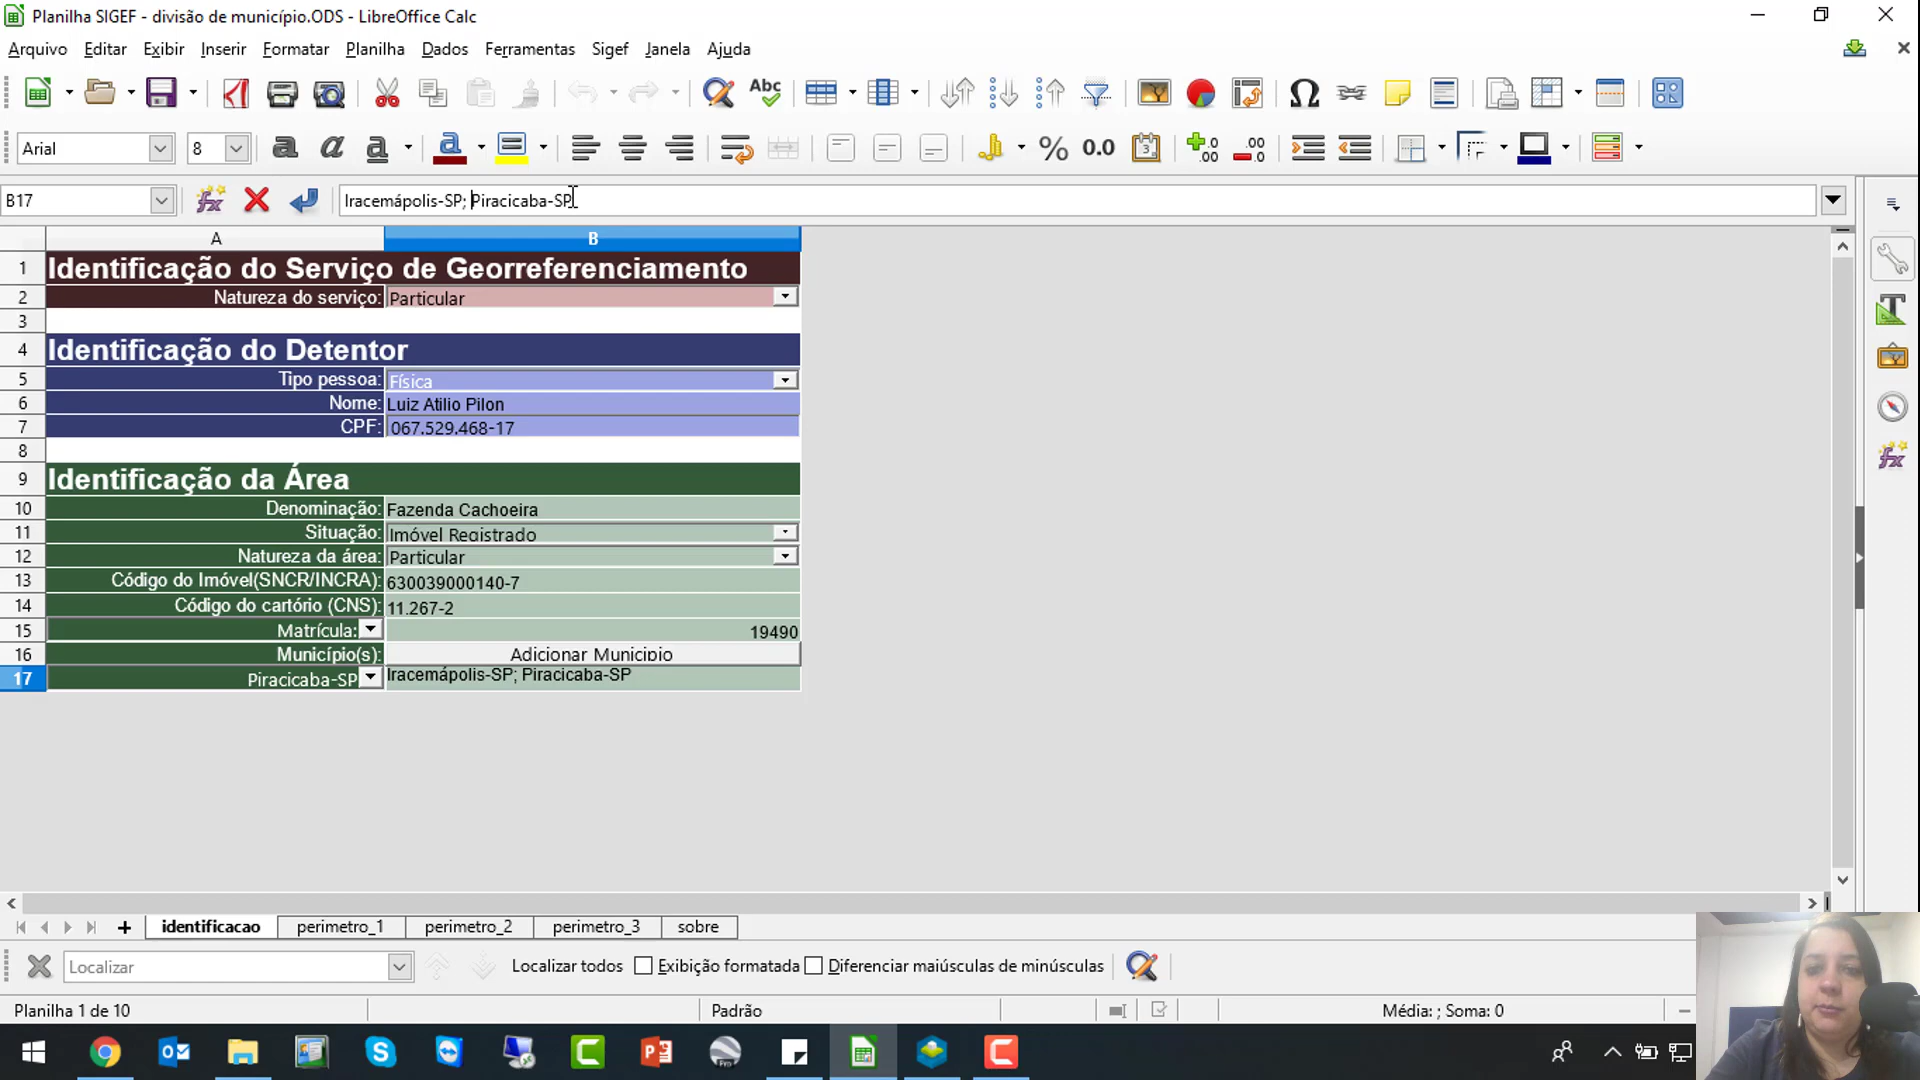 Planilha SIGEF - divisão de município.ODS - LibreOffice Calc
Arquivo Editar Exibir Inserir Formatar Planilha Dados Ferramentas Sigef Janela Ajuda
Arial 8
B17 Iracemápolis-SP; Piracicaba-SP
A B
1 Identificação do Serviço de Georreferenciamento
2 Natureza do serviço: Particular
3
4 Identificação do Detentor
5 Tipo pessoa: Física
6 Nome: Luiz Atilio Pilon
7 CPF: 067.529.468-17
8
9 Identificação da Área
10 Denominação: Fazenda Cachoeira
11 Situação: Imóvel Registrado
12 Natureza da área: Particular
13 Código do Imóvel(SNCR/INCRA): 630039000140-7
14 Código do cartório (CNS): 11.267-2
15 Matrícula: 19490
16 Município(s): Adicionar Municipio
17 Piracicaba-SP Iracemápolis-SP; Piracicaba-SP
identificacao perimetro_1 perimetro_2 perimetro_3 sobre
Localizar Localizar todos Exibição formatada Diferenciar maiúsculas de minúsculas
Planilha 1 de 10 Padrão Média: ; Soma: 0